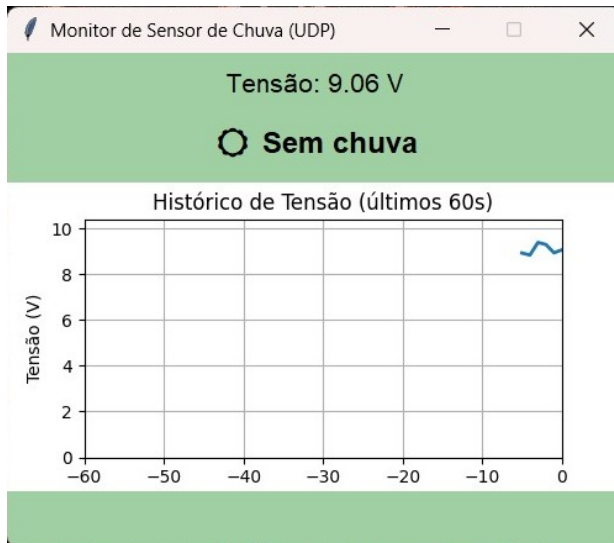 Monitor de Sensor de Chuva (UDP)
Tensão: 9.06 V
Sem chuva
Histórico de Tensão (últimos 60s)
10
8
6
4
2
0
Tensão (V)
−60 −50 −40 −30 −20 −10 0